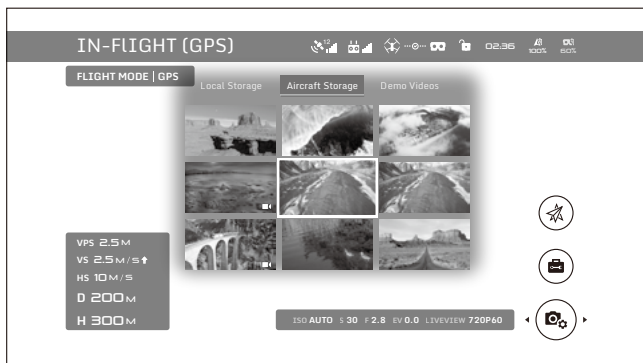 IN-FlIGHT (GPS)
12
02:36
100%
60%
FLIGHT MODE | GPS
Local Storage Aircraft Storage Demo Videos
VPS 2.5M
VS 2.5M/S
HS 10M/S
D 200M
H 300M
ISO AUTO S 30 F 2.8 EV 0.0 LIVEVIEW 720P60